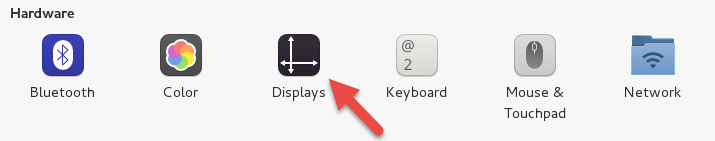 Hardware
@
2
Bluetooth
Color
Displays
Keyboard
Mouse &
Touchpad
Network